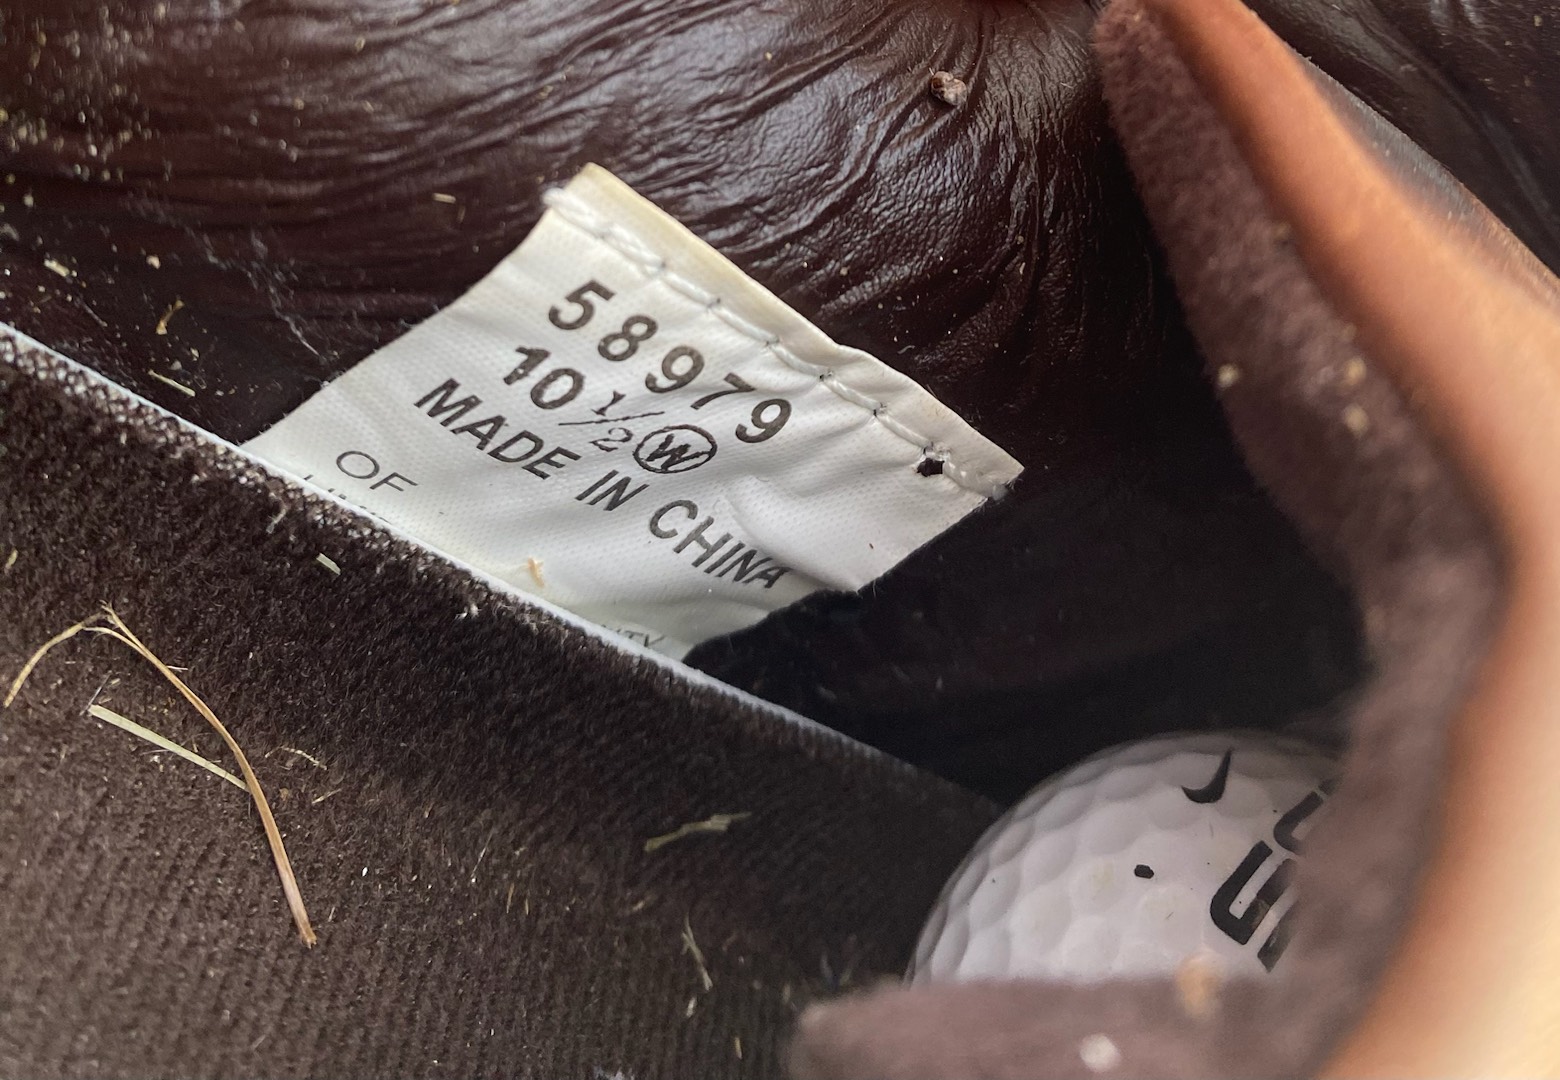 58979
10 1/2 W
MADE IN CHINA
OF